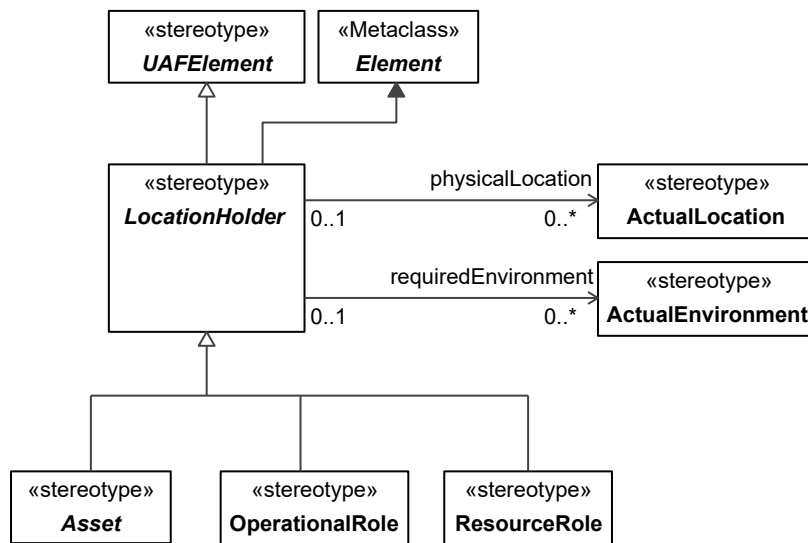 «stereotype»
UAFElement
«Metaclass»
Element
«stereotype»
LocationHolder
physicalLocation
0..1
0..*
«stereotype»
ActualLocation
requiredEnvironment
0..1
0..*
«stereotype»
ActualEnvironment
«stereotype»
Asset
«stereotype»
OperationalRole
«stereotype»
ResourceRole